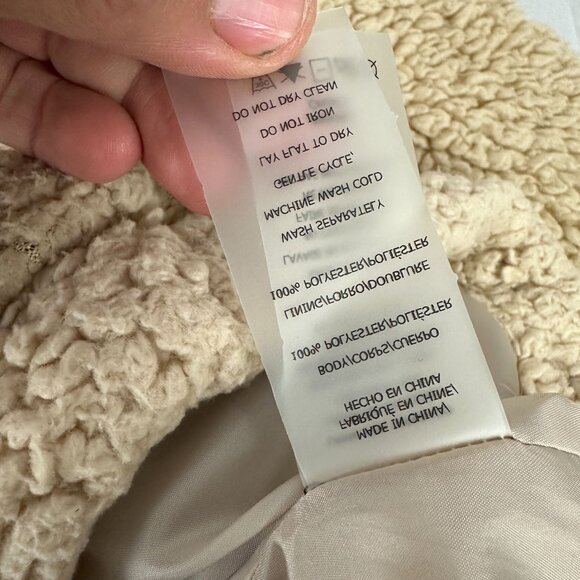 MADE IN CHINA/
FABRIQUÉ EN CHINE/
HECHO EN CHINA
BODY/CORPS/CUERPO
100% POLYESTER/POLIÉSTER
LINING/FORRO/DOUBLURE
100% POLYESTER/POLIÉSTER
WASH SEPARATELY
MACHINE WASH COLD
GENTLE CYCLE,
LAY FLAT TO DRY
DO NOT IRON
DO NOT DRY CLEAN